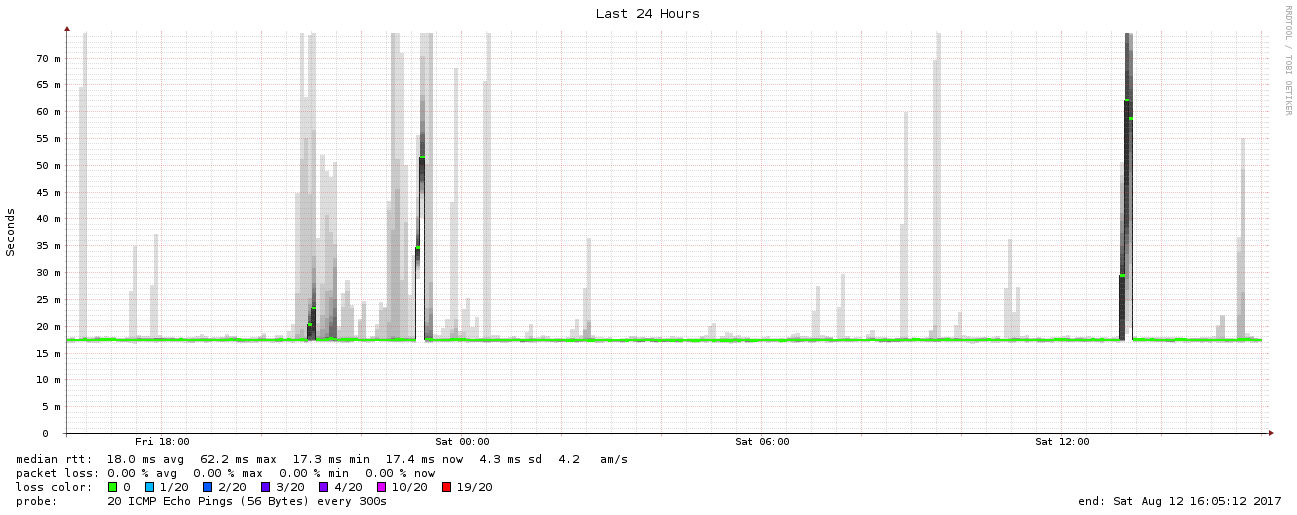 Last 24 Hours
RRDTOOL / TOBI OETIKER
Seconds
70 m
65 m
60 m
55 m
50 m
45 m
40 m
35 m
30 m
25 m
20 m
15 m
10 m
5 m
0
Fri 18:00 Sat 00:00 Sat 06:00 Sat 12:00
median rtt: 18.0 ms avg 62.2 ms max 17.3 ms min 17.4 ms now 4.3 ms sd 4.2 am/s
packet loss: 0.00 % avg 0.00 % max 0.00 % min 0.00 % now
loss color: 0 1/20 2/20 3/20 4/20 10/20 19/20
probe: 20 ICMP Echo Pings (56 Bytes) every 300s end: Sat Aug 12 16:05:12 2017